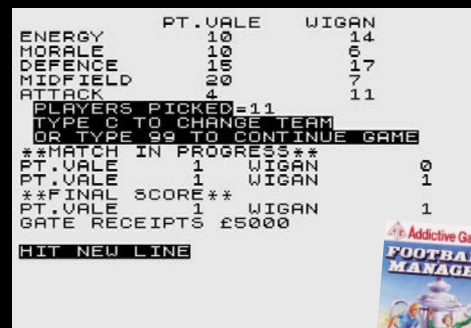 PT.VALE WIGAN
ENERGY 10 14
MORALE 10 6
DEFENCE 15 17
MIDFIELD 20 7
ATTACK 4 11
PLAYERS PICKED=11
TYPE C TO CHANGE TEAM
OR TYPE 99 TO CONTINUE GAME
**MATCH IN PROGRESS**
PT.VALE 1 WIGAN 0
PT.VALE 1 WIGAN 1
**FINAL SCORE**
PT.VALE 1 WIGAN 1
GATE RECEIPTS £5000
HIT NEW LINE
Addictive Ga
FOOTBA
MANAGE